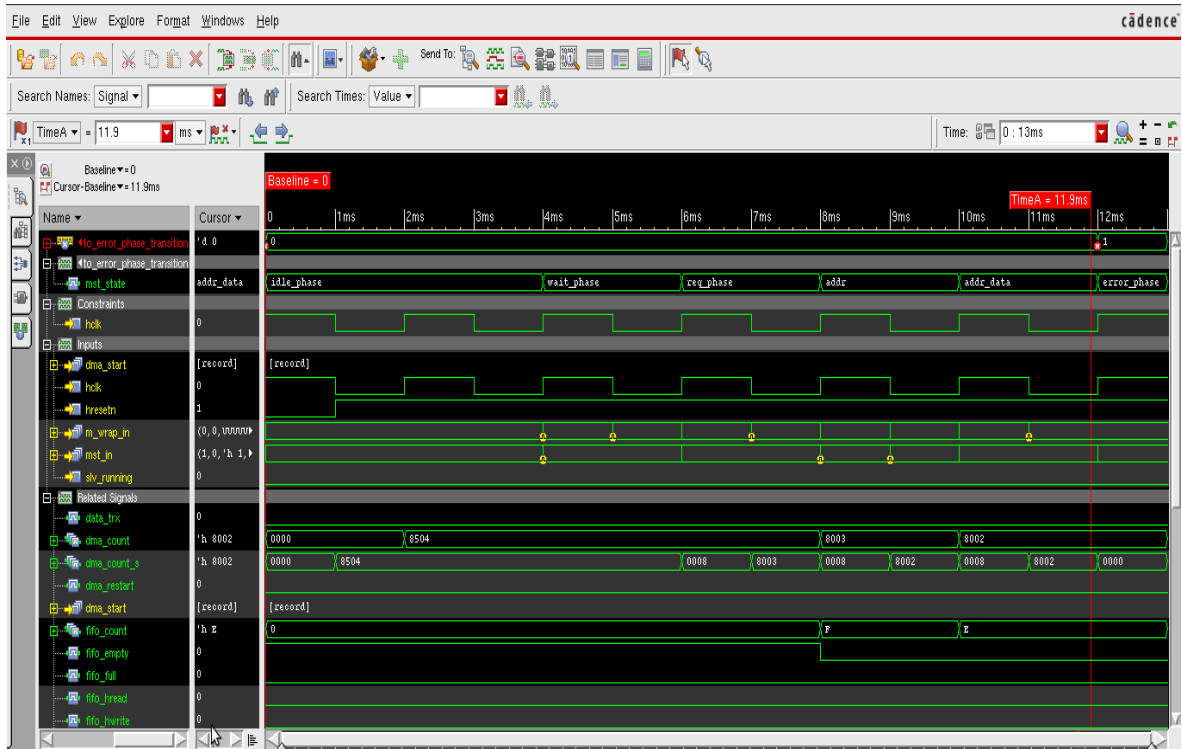 File Edit View Explore Format Windows Help cādence
Send To:
Search Names: Signal Search Times: Value
TimeA = 11.9 ms Time: 0 : 13ms
Baseline = 0
Cursor-Baseline = 11.9ms
Baseline = 0
TimeA = 11.9ms
Name Cursor 0 1ms 2ms 3ms 4ms 5ms 6ms 7ms 8ms 9ms 10ms 11ms 12ms
to_error_phase_transition 'd 0 0 1
to_error_phase_transition
mst_state addr_data idle_phase wait_phase req_phase addr addr_data error_phase
Constraints
hclk 0
Inputs
dma_start [record] [record]
hclk 0
hresetn 1
m_wrap_in
mst_in (1,0,'h 1,
slv_running 0
Related Signals
data_trx 0
dma_count 'h 8002 0000 8504 8003 8002
dma_count_s 'h 8002 0000 8504 0008 8003 0008 8002 0008 8002 0000
dma_restart 0
dma_start [record] [record]
fifo_count 'h E 0 F E
fifo_empty 0
fifo_full 0
fifo_hread 0
fifo_hwrite 0